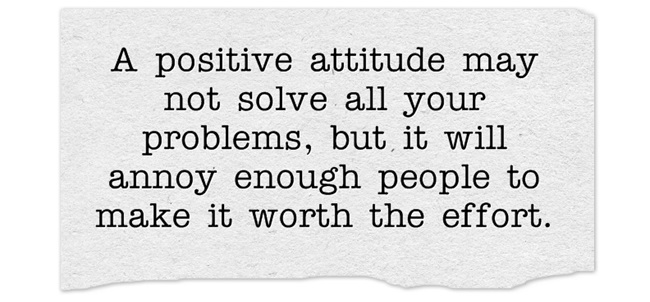 A positive attitude may
not solve all your
problems, but it will
annoy enough people to
make it worth the effort.